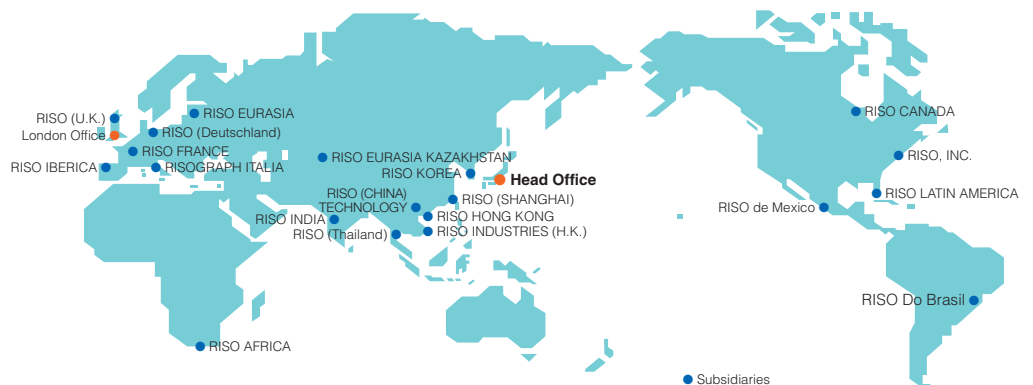 RISO (U.K.)
London Office
RISO IBERICA
RISO EURASIA
RISO (Deutschland)
RISO FRANCE
RISOGRAPH ITALIA
RISO EURASIA KAZAKHSTAN
RISO KOREA
Head Office
RISO (CHINA)
TECHNOLOGY
RISO (SHANGHAI)
RISO HONG KONG
RISO INDIA
RISO INDUSTRIES (H.K.)
RISO (Thailand)
RISO AFRICA
RISO CANADA
RISO, INC.
RISO LATIN AMERICA
RISO de Mexico
RISO Do Brasil
Subsidiaries